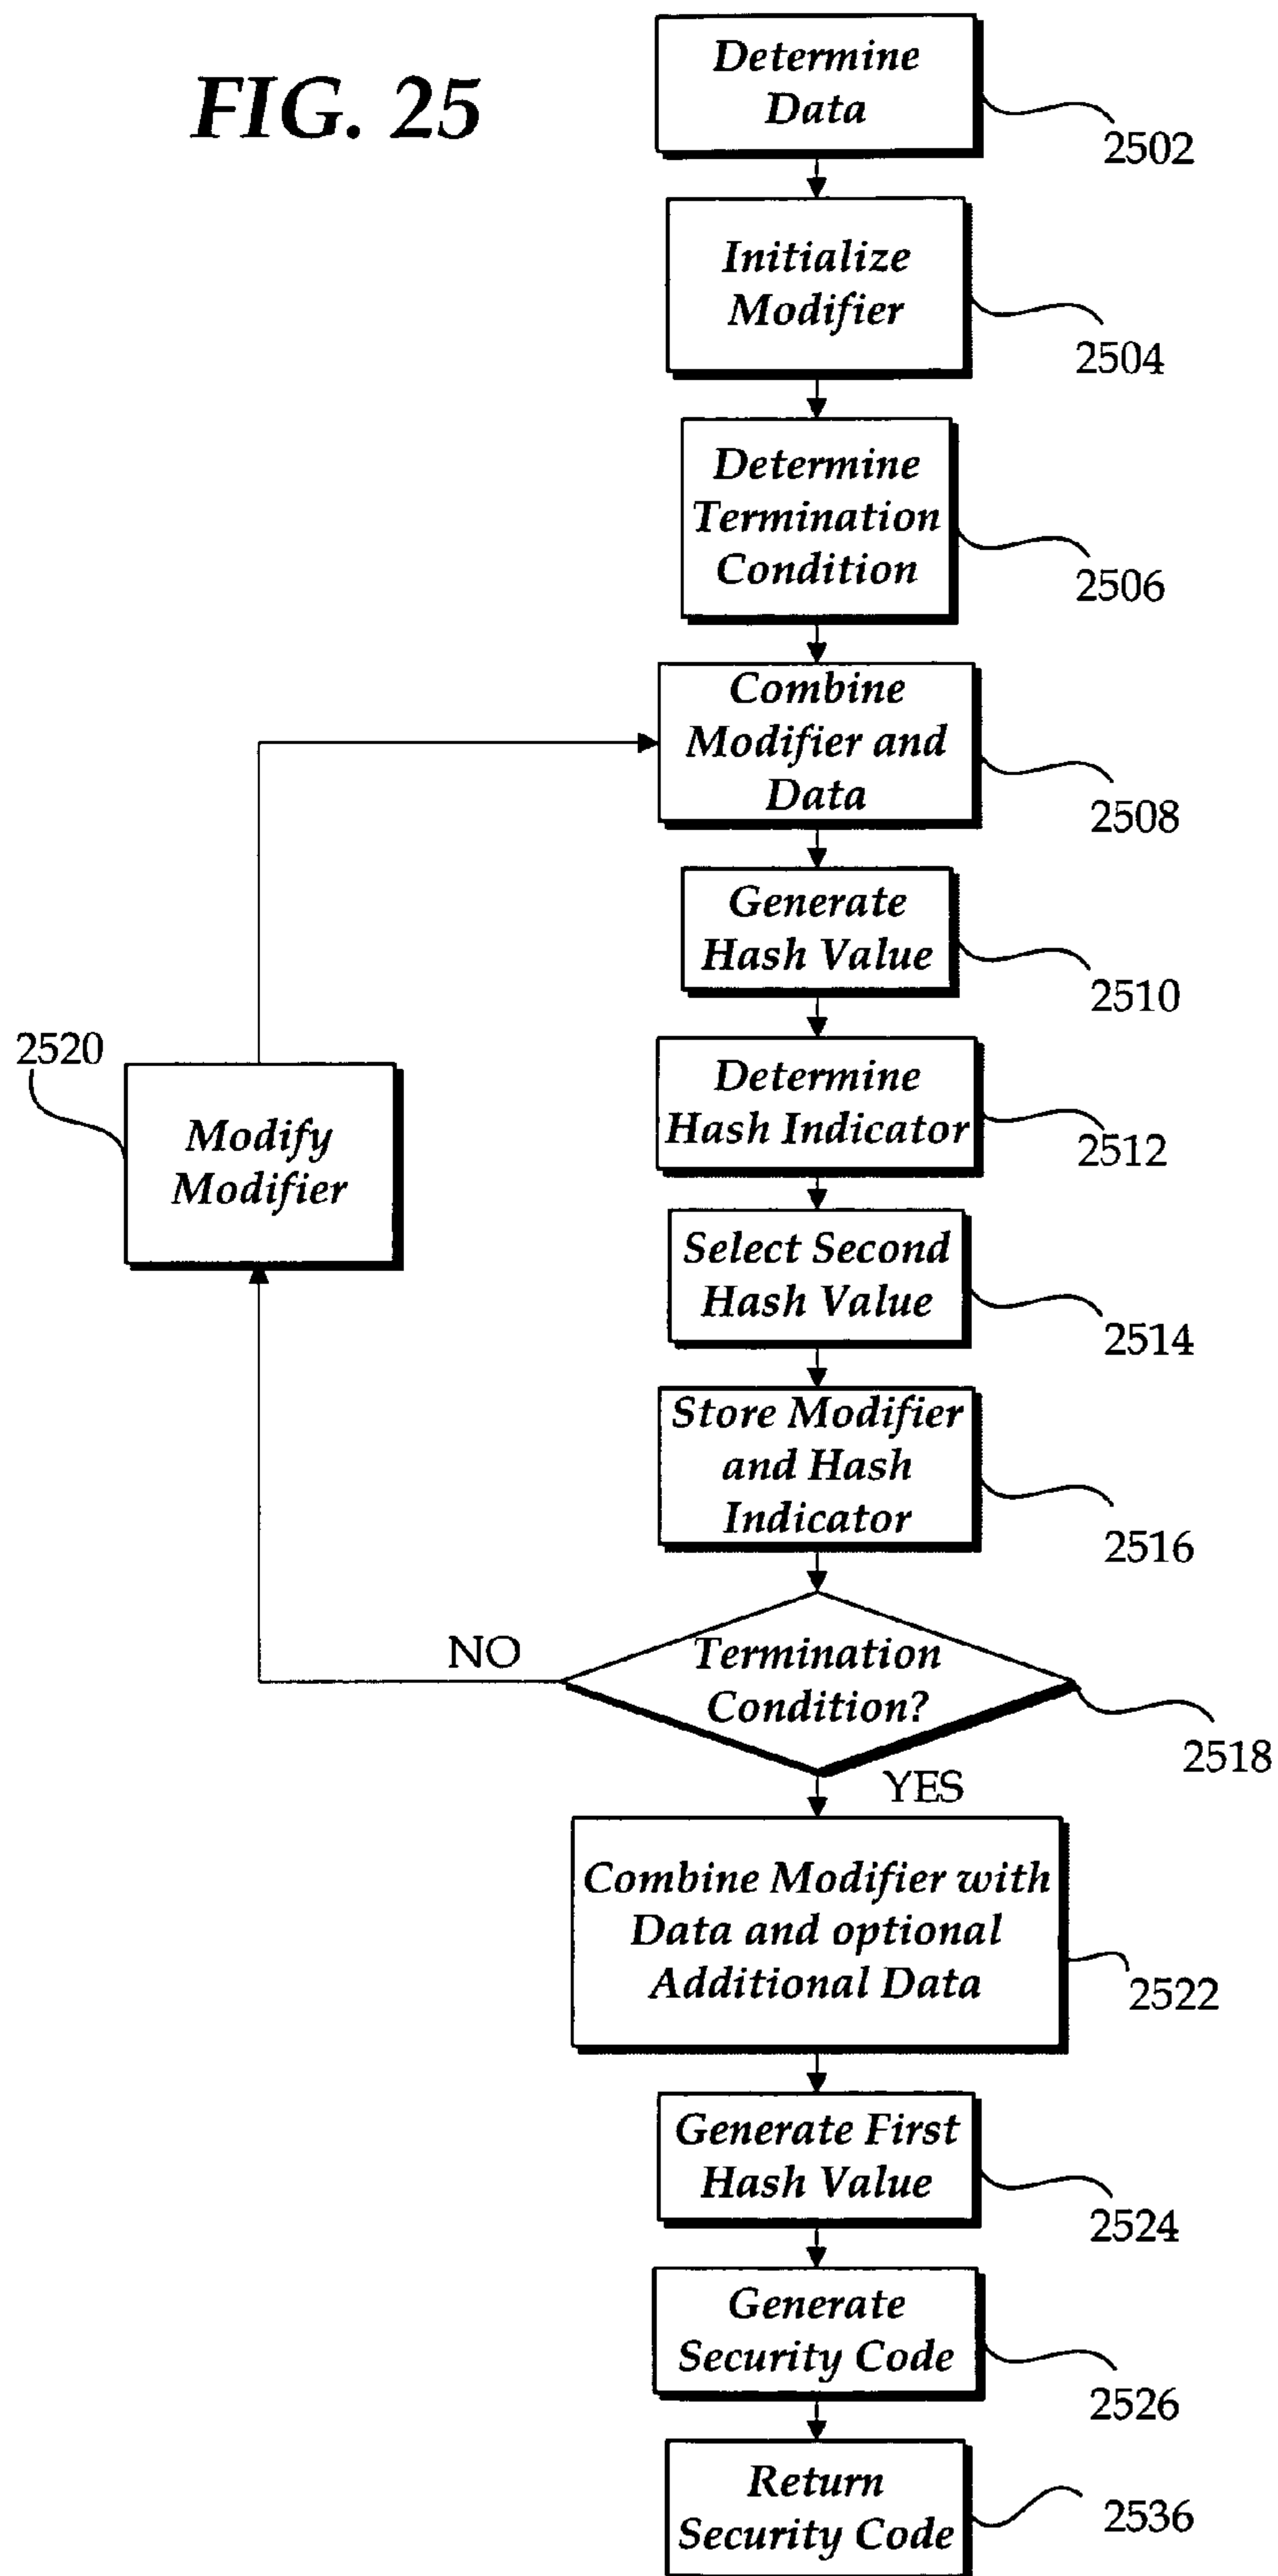 FIG. 25
Determine
Data
2502
Initialize
Modifier
2504
Determine
Termination
Condition
2506
Combine
Modifier and
Data
2508
Generate
Hash Value
2510
Determine
Hash Indicator
2512
2520
Modify
Modifier
Select Second
Hash Value
2514
Store Modifier
and Hash
Indicator
2516
NO
Termination
Condition?
2518
YES
Combine Modifier with
Data and optional
Additional Data
2522
Generate First
Hash Value
2524
Generate
Security Code
2526
Return
Security Code
2536